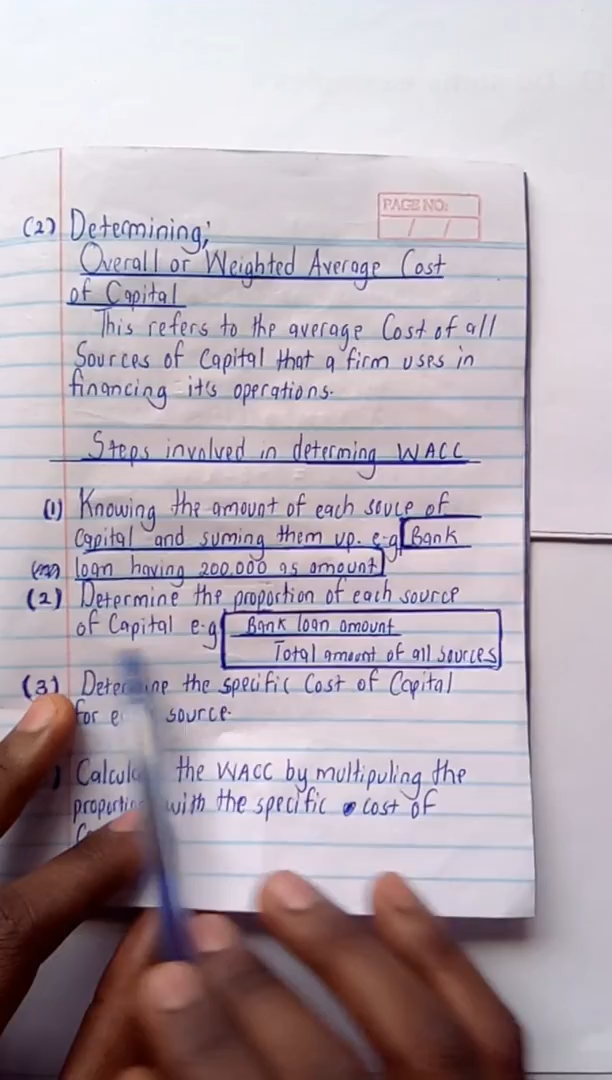 PAGE NO:
/ /
(2) Determining;
Overall or Weighted Average Cost
of Capital
This refers to the average Cost of all
Sources of Capital that a firm uses in
financing it's operations.
Steps involved in determing WACC
(1) Knowing the amount of each souce of
Capital and suming them up. e.g Bank
loan having 200,000 as amount
(2) Determine the proportion of each source
of Capital e.g Bank loan amount
Total amount of all sources
(3) Determine the specific Cost of Capital
for source.
the WACC by multipuling the
with the specific cost of